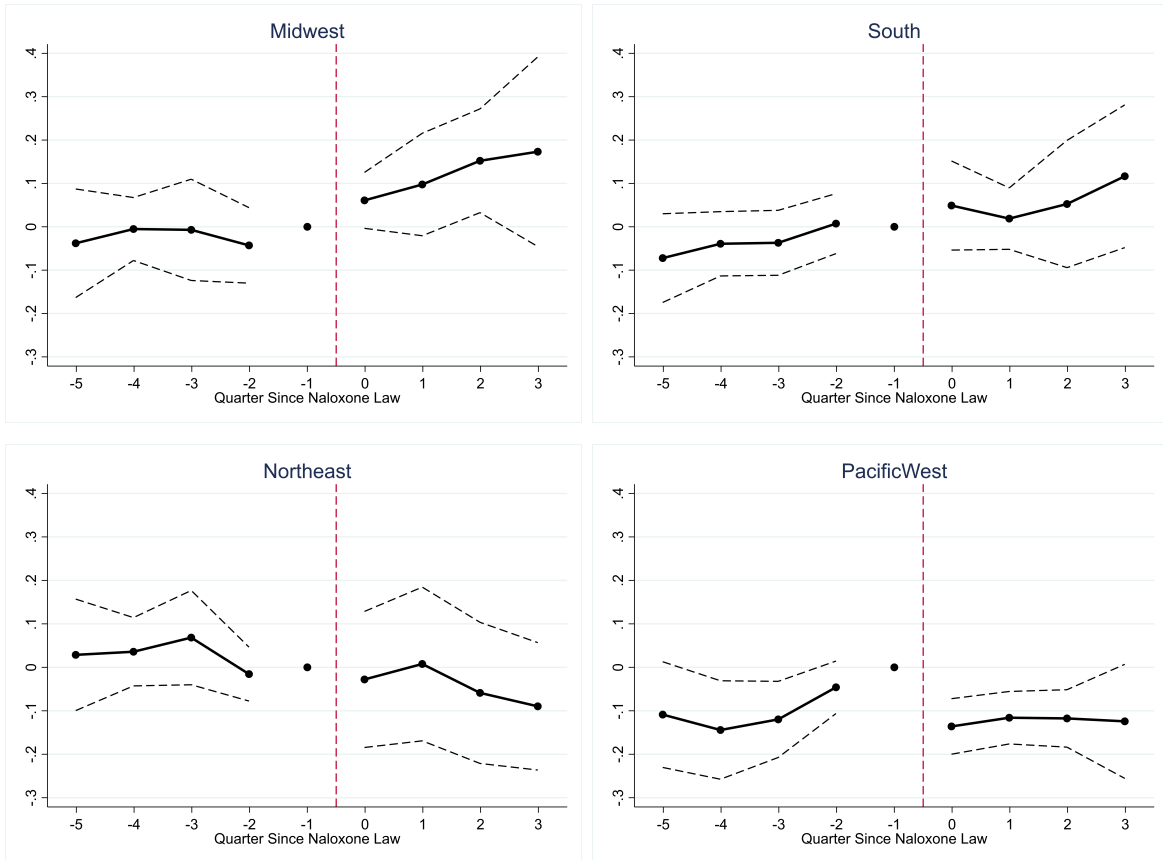 Midwest
.4
.3
.2
.1
0
-.1
-.2
-.3
-5 -4 -3 -2 -1 0 1 2 3
Quarter Since Naloxone Law
South
.4
.3
.2
.1
0
-.1
-.2
-.3
-5 -4 -3 -2 -1 0 1 2 3
Quarter Since Naloxone Law
Northeast
.4
.3
.2
.1
0
-.1
-.2
-.3
-5 -4 -3 -2 -1 0 1 2 3
Quarter Since Naloxone Law
PacificWest
.4
.3
.2
.1
0
-.1
-.2
-.3
-5 -4 -3 -2 -1 0 1 2 3
Quarter Since Naloxone Law